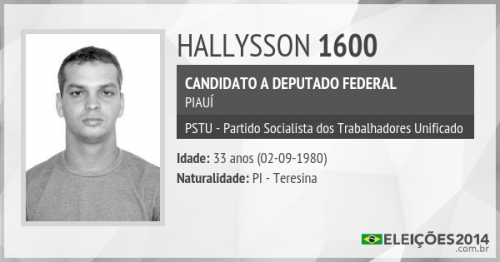 HALLYSSON 1600
CANDIDATO A DEPUTADO FEDERAL
PIAUÍ
PSTU - Partido Socialista dos Trabalhadores Unificado
Idade: 33 anos (02-09-1980)
Naturalidade: PI - Teresina
ELEIÇÕES2014
.com.br